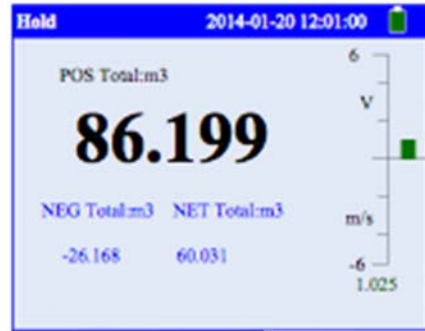 Hold 2014-01-20 12:01:00
6
POS Total:m3
V
86.199
NEG Total:m3 NET Total:m3
m/s
-26.168 60.031
-6
1.025